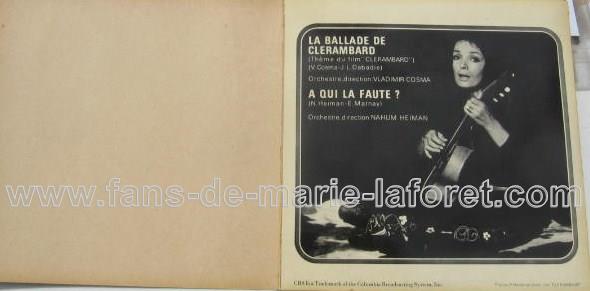 LA BALLADE DE
CLERAMBARD
(Thème du film "CLERAMBARD")
(V. Cosma-J-L. Dabadie)
Orchestre, direction: VLADIMIR COSMA
A QUI LA FAUTE ?
(N. Heiman-E. Marnay)
Orchestre, direction: NAHUM HEIMAN
www.fans-de-marie-laforet.com
CBS is a Trademark of the Columbia Broadcasting System, Inc.